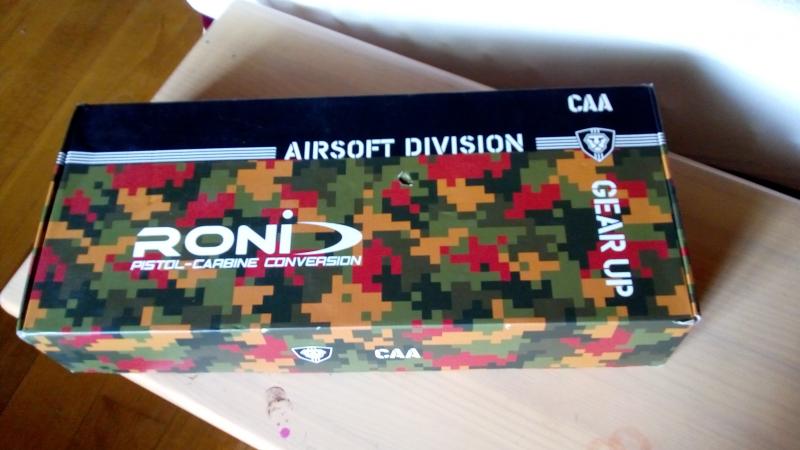 CAA
AIRSOFT DIVISION
GEAR UP
RONI
PISTOL-CARBINE CONVERSION
CAA